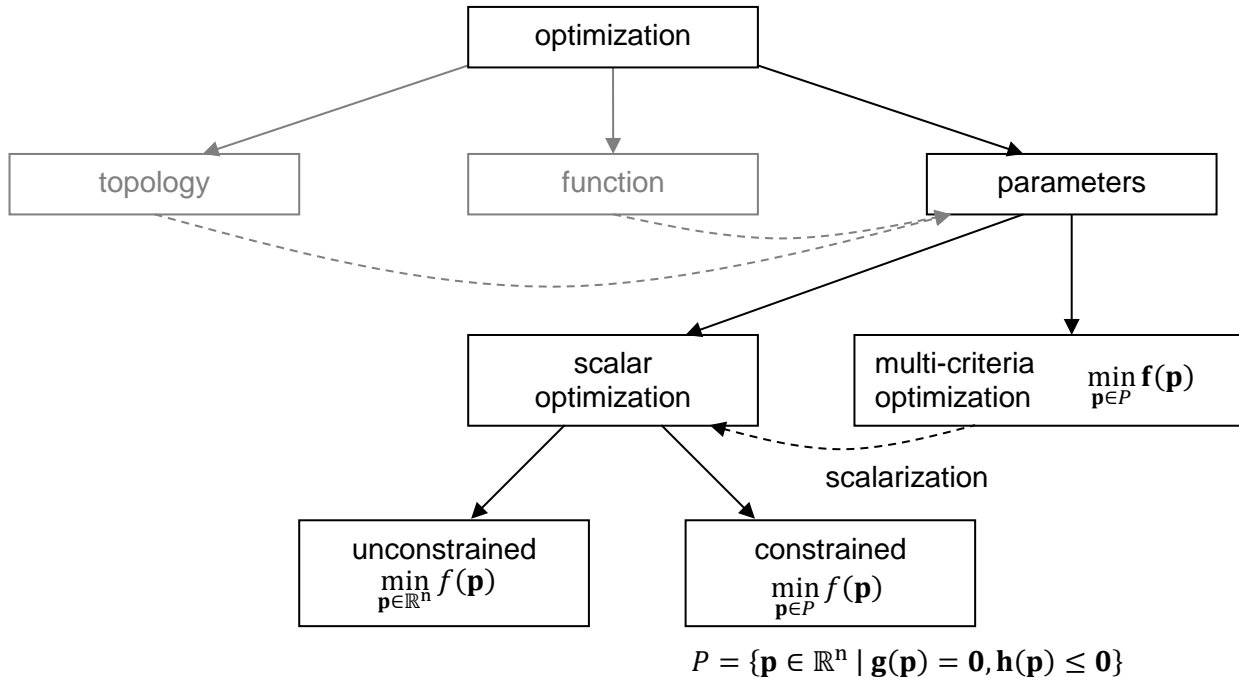 optimization
topology
function
parameters
scalar
optimization
multi-criteria
optimization
min f(p)
p∈P
scalarization
unconstrained
min f(p)
p∈ℝⁿ
constrained
min f(p)
p∈P
P = {p ∈ ℝⁿ | g(p) = 0, h(p) ≤ 0}